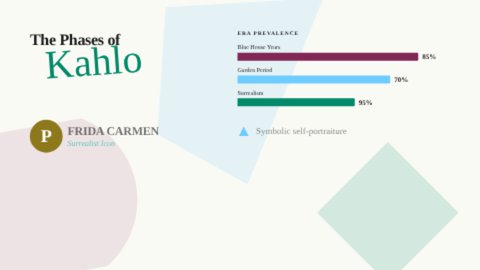 The Phases of
Kahlo
P
FRIDA CARMEN
Surrealist Icon
ERA PREVALENCE
Blue House Years
85%
Garden Period
70%
Surrealism
95%
Symbolic self-portraiture